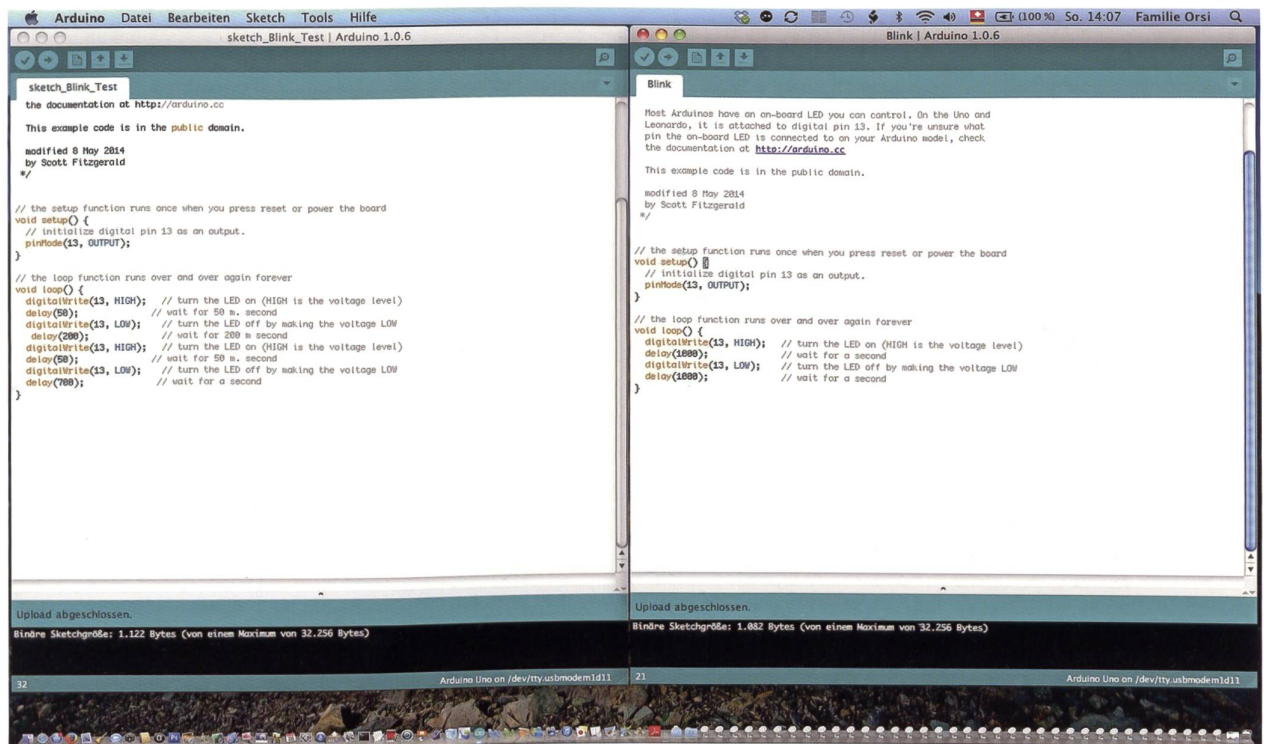 Arduino Datei Bearbeiten Sketch Tools Hilfe (100 %) So. 14:07 Familie Orsi
sketch_Blink_Test | Arduino 1.0.6
sketch_Blink_Test
the documentation at http://arduino.cc
This example code is in the public domain.
modified 8 May 2014
by Scott Fitzgerald
*/
// the setup function runs once when you press reset or power the board
void setup() {
// initialize digital pin 13 as an output.
pinMode(13, OUTPUT);
}
// the loop function runs over and over again forever
void loop() {
digitalWrite(13, HIGH); // turn the LED on (HIGH is the voltage level)
delay(50); // wait for 50 m. second
digitalWrite(13, LOW); // turn the LED off by making the voltage LOW
delay(200); // wait for 200 m second
digitalWrite(13, HIGH); // turn the LED on (HIGH is the voltage level)
delay(50); // wait for 50 m. second
digitalWrite(13, LOW); // turn the LED off by making the voltage LOW
delay(700); // wait for a second
}
Upload abgeschlossen.
Binäre Sketchgröße: 1.122 Bytes (von einem Maximum von 32.256 Bytes)
32 Arduino Uno on /dev/tty.usbmodem1d11
Blink | Arduino 1.0.6
Blink
Most Arduinos have an on-board LED you can control. On the Uno and
Leonardo, it is attached to digital pin 13. If you're unsure what
pin the on-board LED is connected to on your Arduino model, check
the documentation at http://arduino.cc
This example code is in the public domain.
modified 8 May 2014
by Scott Fitzgerald
*/
// the setup function runs once when you press reset or power the board
void setup() {
// initialize digital pin 13 as an output.
pinMode(13, OUTPUT);
}
// the loop function runs over and over again forever
void loop() {
digitalWrite(13, HIGH); // turn the LED on (HIGH is the voltage level)
delay(1000); // wait for a second
digitalWrite(13, LOW); // turn the LED off by making the voltage LOW
delay(1000); // wait for a second
}
Upload abgeschlossen.
Binäre Sketchgröße: 1.082 Bytes (von einem Maximum von 32.256 Bytes)
21 Arduino Uno on /dev/tty.usbmodem1d11